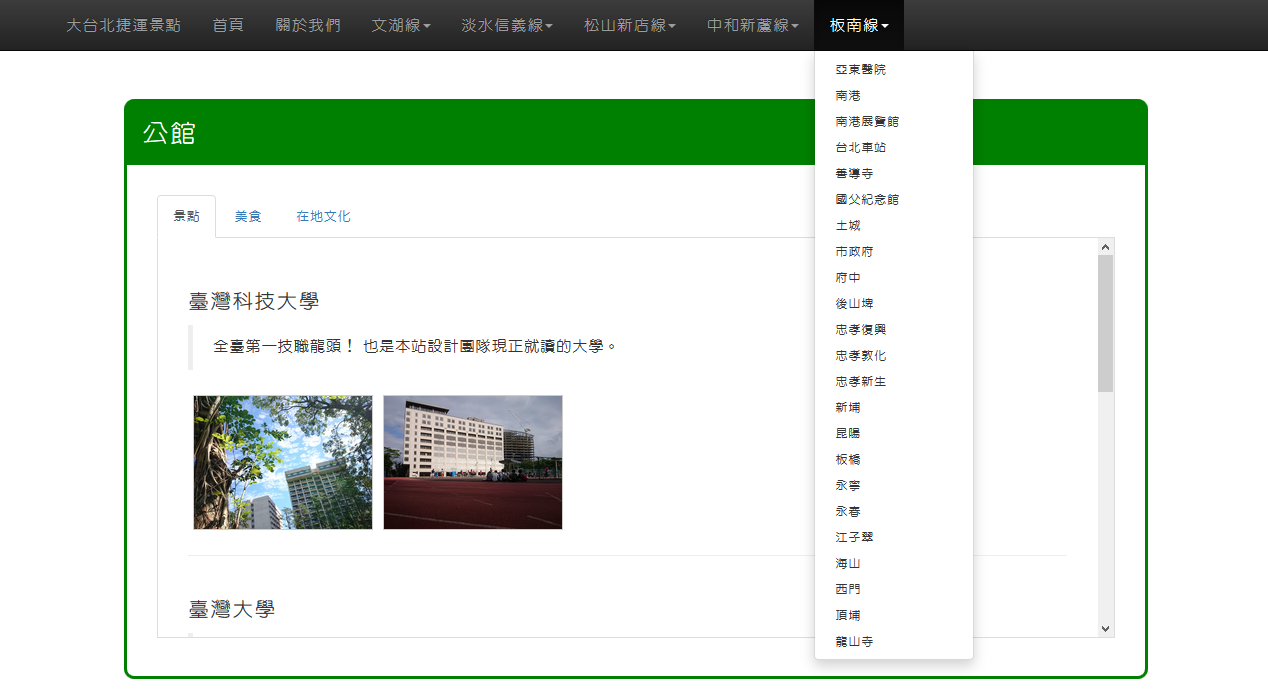 大台北捷運景點 首頁 關於我們 文湖線 淡水信義線 松山新店線 中和新蘆線 板南線
公館
景點 美食 在地文化
臺灣科技大學
全臺第一技職龍頭！ 也是本站設計團隊現正就讀的大學。
臺灣大學
亞東醫院
南港
南港展覽館
台北車站
善導寺
國父紀念館
土城
市政府
府中
後山埤
忠孝復興
忠孝敦化
忠孝新生
新埔
昆陽
板橋
永寧
永春
江子翠
海山
西門
頂埔
龍山寺